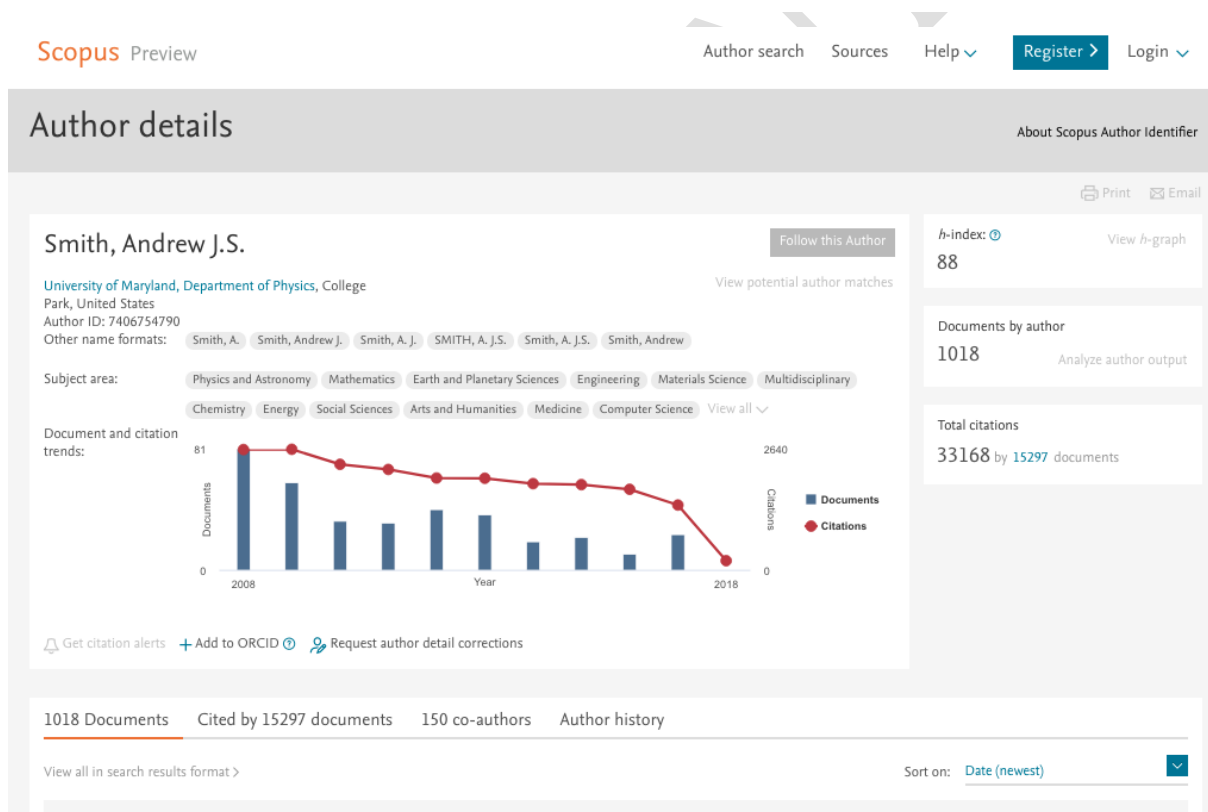 Scopus Preview
Author search Sources Help Register > Login
Author details
About Scopus Author Identifier
Print Email
Smith, Andrew J.S.
Follow this Author
University of Maryland, Department of Physics, College
Park, United States
View potential author matches
Author ID: 7406754790
Other name formats: Smith, A. Smith, Andrew J. Smith, A. J. SMITH, A. J.S. Smith, A. J.S. Smith, Andrew
Subject area: Physics and Astronomy Mathematics Earth and Planetary Sciences Engineering Materials Science Multidisciplinary
Chemistry Energy Social Sciences Arts and Humanities Medicine Computer Science View all
Document and citation
trends:
81
2640
Documents
Citations
Documents
Citations
0
0
2008
Year
2018
Get citation alerts + Add to ORCID ? Request author detail corrections
h-index: ?
View h-graph
88
Documents by author
1018
Analyze author output
Total citations
33168 by 15297 documents
1018 Documents Cited by 15297 documents 150 co-authors Author history
View all in search results format >
Sort on: Date (newest)